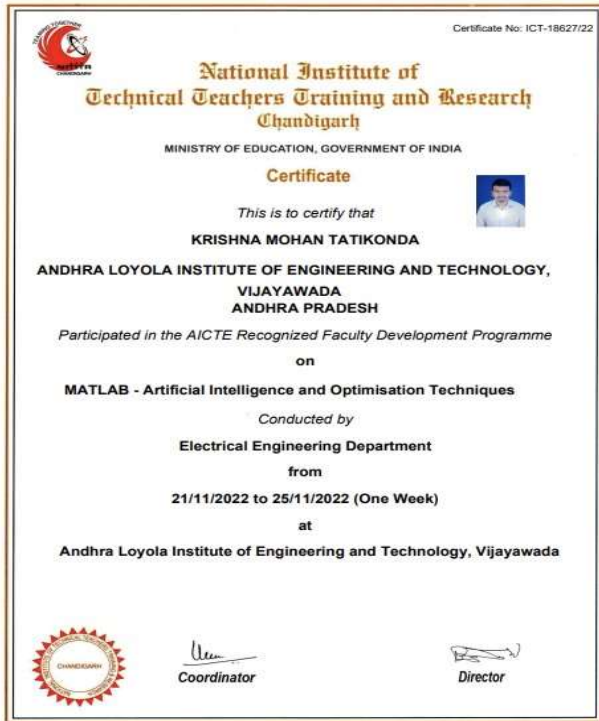 Certificate No: ICT-18627/22
CHANDIGARH
National Institute of
Technical Teachers Training and Research
Chandigarh
MINISTRY OF EDUCATION, GOVERNMENT OF INDIA
Certificate
This is to certify that
KRISHNA MOHAN TATIKONDA
ANDHRA LOYOLA INSTITUTE OF ENGINEERING AND TECHNOLOGY,
VIJAYAWADA
ANDHRA PRADESH
Participated in the AICTE Recognized Faculty Development Programme
on
MATLAB - Artificial Intelligence and Optimisation Techniques
Conducted by
Electrical Engineering Department
from
21/11/2022 to 25/11/2022 (One Week)
at
Andhra Loyola Institute of Engineering and Technology, Vijayawada
CHANDIGARH
Coordinator
Director